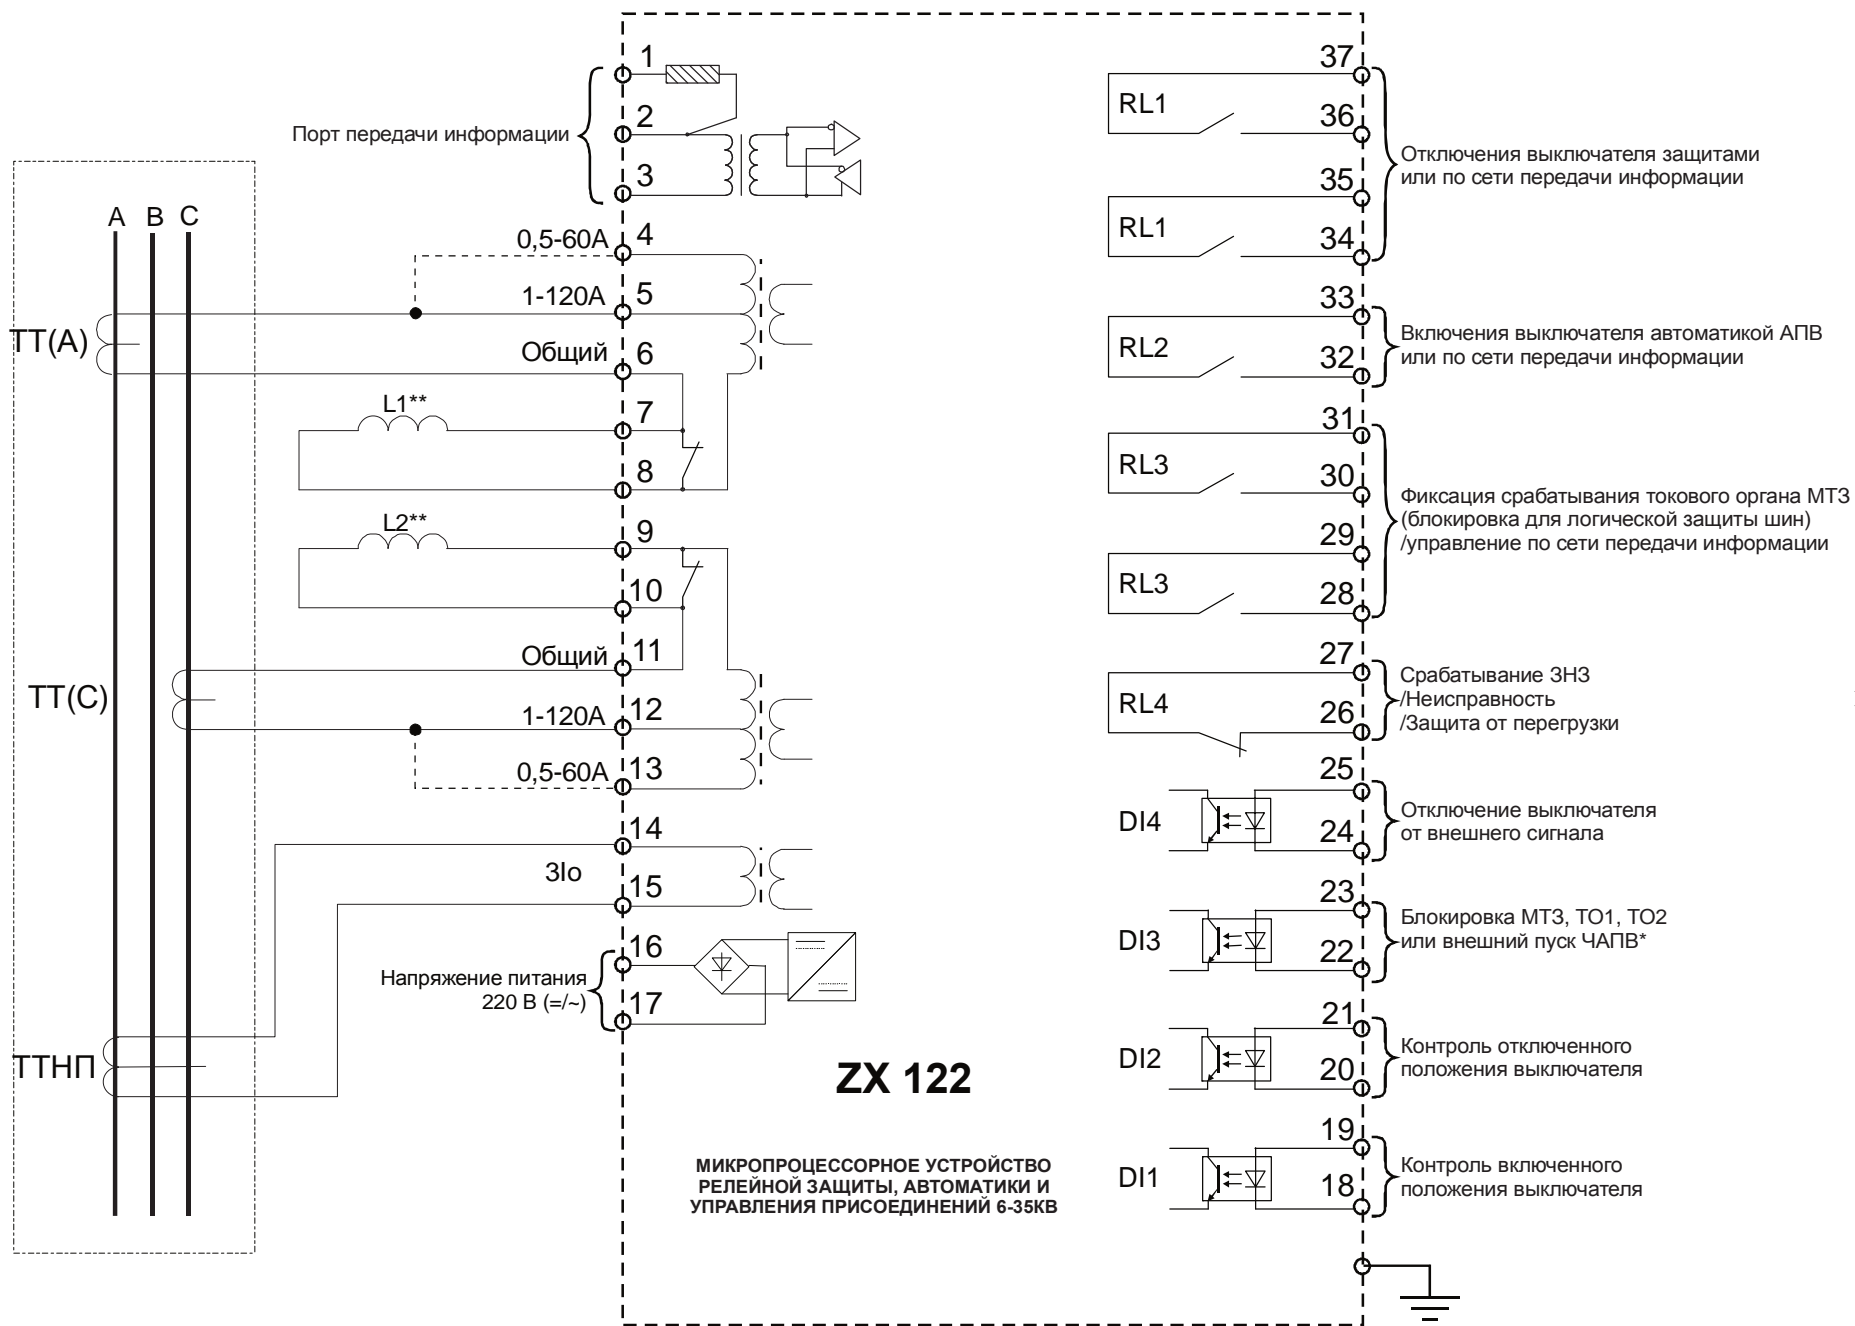 Порт передачи информации
1
2
3
A B C
0,5-60А 4
1-120А 5
ТТ(А)
Общий 6
L1** 7
8
L2** 9
10
Общий 11
ТТ(С)
1-120А 12
0,5-60А 13
14
3Iо
15
16
Напряжение питания
220 В (=/~)
17
ТТНП
ZX 122
МИКРОПРОЦЕССОРНОЕ УСТРОЙСТВО
РЕЛЕЙНОЙ ЗАЩИТЫ, АВТОМАТИКИ И
УПРАВЛЕНИЯ ПРИСОЕДИНЕНИЙ 6-35КВ
37
RL1
36
35
RL1
34
Отключения выключателя защитами
или по сети передачи информации
33
RL2
32
Включения выключателя автоматикой АПВ
или по сети передачи информации
31
RL3
30
29
RL3
28
Фиксация срабатывания токового органа МТЗ
(блокировка для логической защиты шин)
/управление по сети передачи информации
27
RL4
26
Срабатывание ЗНЗ
/Неисправность
/Защита от перегрузки
25
DI4
24
Отключение выключателя
от внешнего сигнала
23
DI3
22
Блокировка МТЗ, ТО1, ТО2
или внешний пуск ЧАПВ*
21
DI2
20
Контроль отключенного
положения выключателя
19
DI1
18
Контроль включенного
положения выключателя